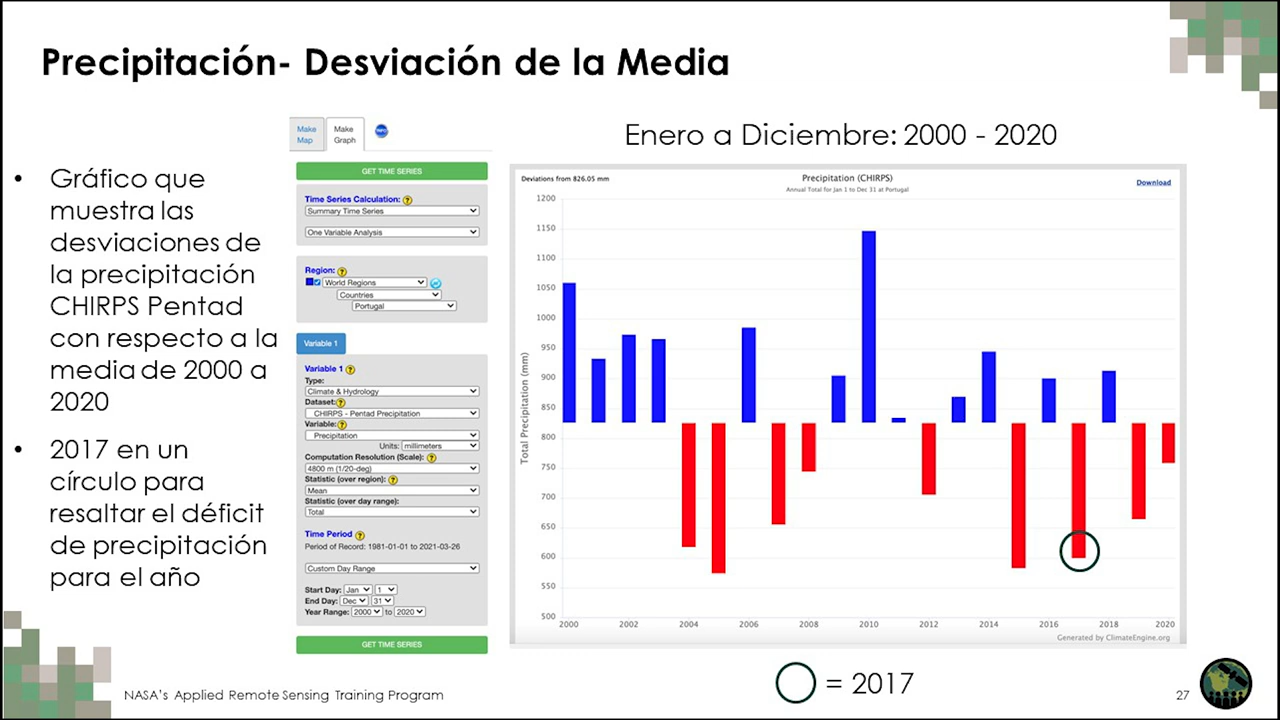 Precipitación- Desviación de la Media
• Gráfico que
muestra las
desviaciones de
la precipitación
CHIRPS Pentad
con respecto a la
media de 2000 a
2020
• 2017 en un
círculo para
resaltar el déficit
de precipitación
para el año
Make
Map
Make
Graph
GET TIME SERIES
Time Series Calculation: ?
Summary Time Series
One Variable Analysis
Region: ?
World Regions
Countries
Portugal
Variable 1
Variable 1 ?
Type:
Climate & Hydrology
Dataset: ?
CHIRPS - Pentad Precipitation
Variable: ?
Precipitation
Units: millimeters
Computation Resolution (Scale): ?
4800 m (1/20-deg)
Statistic (over region): ?
Mean
Statistic (over day range):
Total
Time Period ?
Period of Record: 1981-01-01 to 2021-03-26
Custom Day Range
Start Day: Jan 1
End Day: Dec 31
Year Range: 2000 to 2020
GET TIME SERIES
Enero a Diciembre: 2000 - 2020
Deviations from 826.05 mm
Precipitation (CHIRPS)
Annual Total for Jan 1 to Dec 31 at Portugal
Download
Total Precipitation (mm)
1200
1150
1100
1050
1000
950
900
850
800
750
700
650
600
550
500
2000 2002 2004 2006 2008 2010 2012 2014 2016 2018 2020
Generated by ClimateEngine.org
= 2017
NASA's Applied Remote Sensing Training Program
27